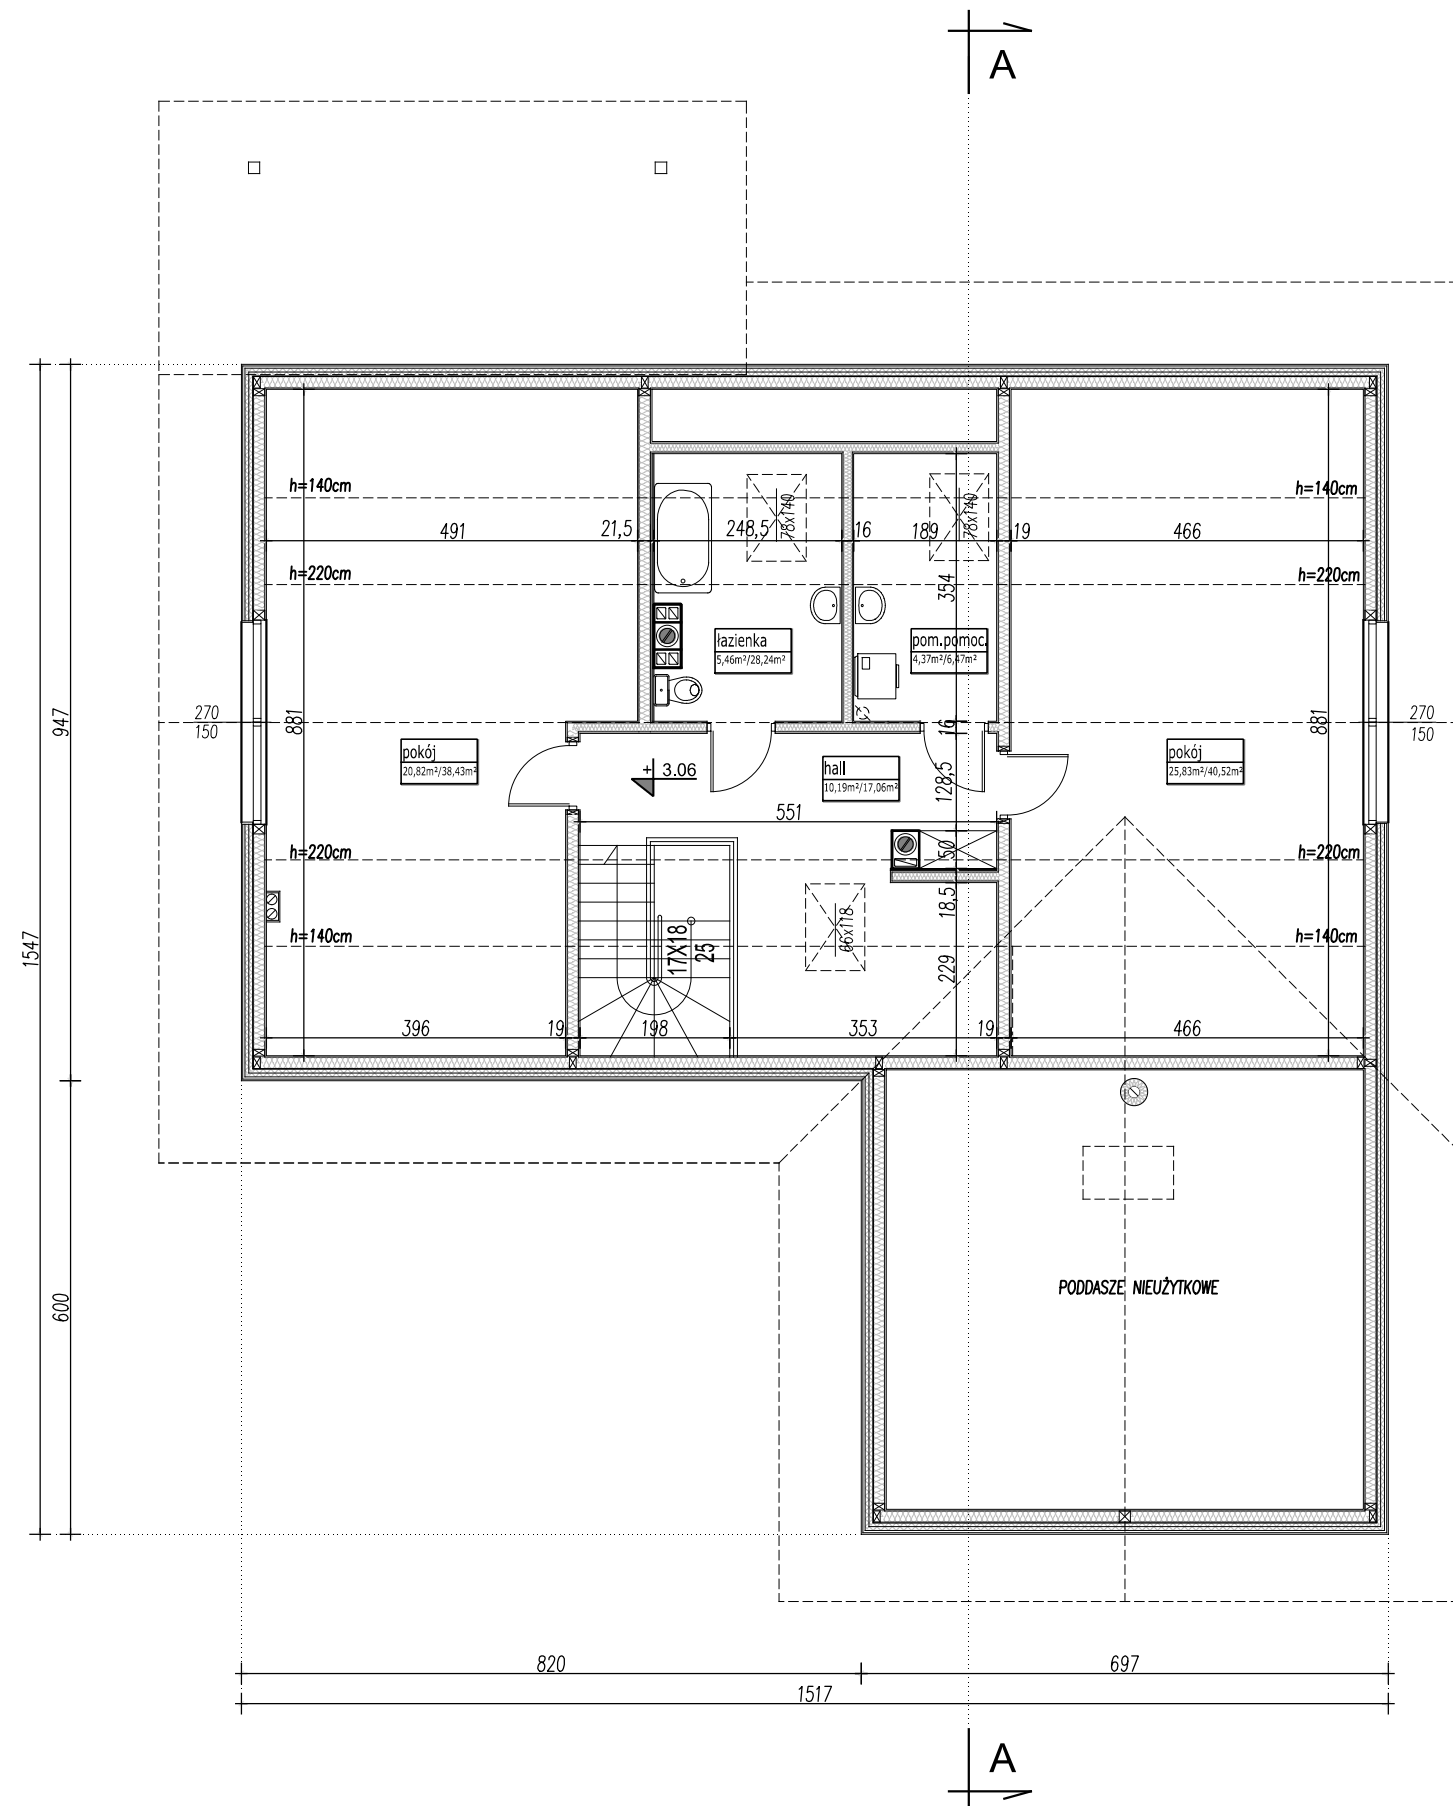 A
h=140cm
h=140cm
78x140
78x140
491
21,5
248,5
16
189
19
466
h=220cm
h=220cm
354
łazienka
5,46m²/28,24m²
pom.pomoc.
4,37m²/6,47m²
270
150
270
150
947
881
16
881
pokój
20,82m²/38,43m²
+ 3.06
hall
10,19m²/17,06m²
128,5
pokój
25,83m²/40,52m²
551
h=220cm
50
h=220cm
18,5
h=140cm
17X18
25
66x118
h=140cm
1547
229
396
19
198
353
19
466
600
PODDASZE NIEUŻYTKOWE
820
697
1517
A